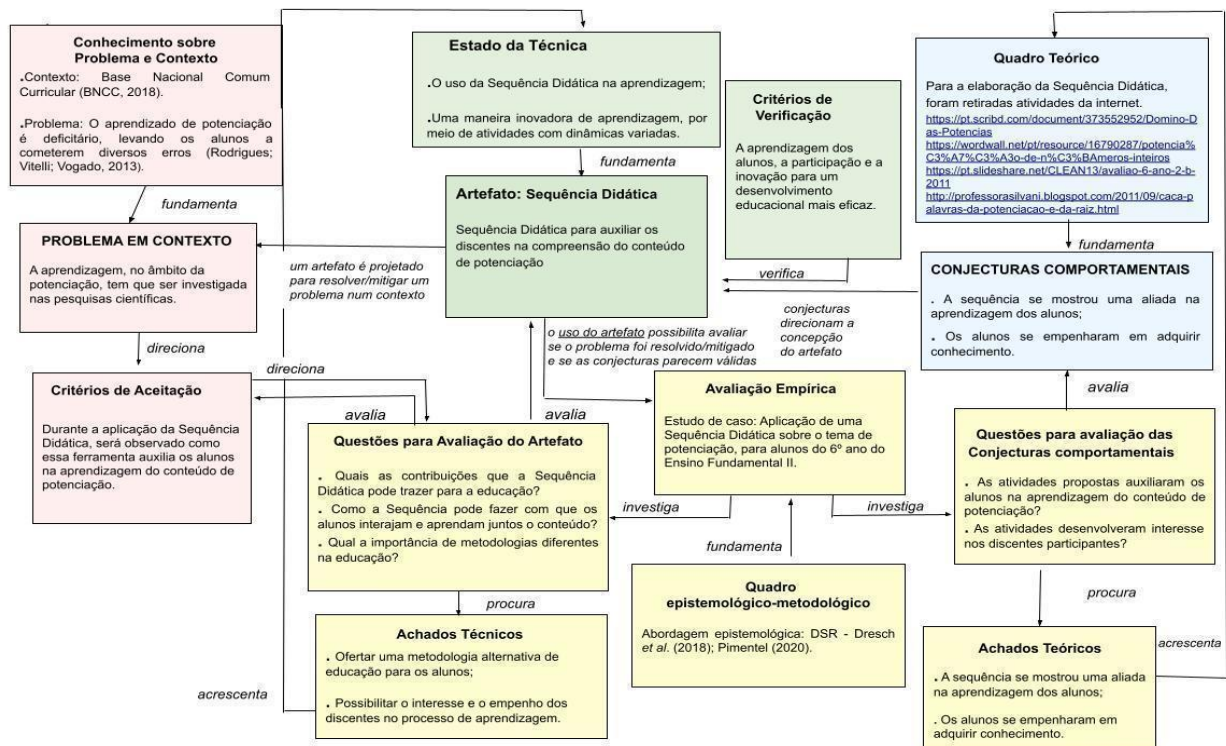 Conhecimento sobre
Problema e Contexto
.Contexto: Base Nacional Comum
Curricular (BNCC, 2018).
.Problema: O aprendizado de potenciação
é deficitário, levando os alunos a
cometerem diversos erros (Rodrigues;
Vitelli; Vogado, 2013).
fundamenta
PROBLEMA EM CONTEXTO
A aprendizagem, no âmbito da
potenciação, tem que ser investigada
nas pesquisas científicas.
direciona
Critérios de Aceitação
Durante a aplicação da Sequência
Didática, será observado como
essa ferramenta auxilia os alunos
na aprendizagem do conteúdo de
potenciação.
Estado da Técnica
.O uso da Sequência Didática na aprendizagem;
.Uma maneira inovadora de aprendizagem, por
meio de atividades com dinâmicas variadas.
fundamenta
Artefato: Sequência Didática
Sequência Didática para auxiliar os
discentes na compreensão do conteúdo
de potenciação
um artefato é projetado
para resolver/mitigar um
problema num contexto
Critérios de
Verificação
A aprendizagem dos
alunos, a participação e a
inovação para um
desenvolvimento
educacional mais eficaz.
verifica
Quadro Teórico
Para a elaboração da Sequência Didática,
foram retiradas atividades da internet.
https://pt.scribd.com/document/373552952/Domino-D
as-Potencias
https://wordwall.net/pt/resource/16790287/potencia%
C3%A7%C3%A3o-de-n%C3%BAmeros-inteiros
https://pt.slideshare.net/CLEAN13/avaliao-6-ano-2-b-
2011
http://professorasilvani.blogspot.com/2011/09/caca-p
alavras-da-potenciacao-e-da-raiz.html
fundamenta
CONJECTURAS COMPORTAMENTAIS
. A sequência se mostrou uma aliada na
aprendizagem dos alunos;
. Os alunos se empenharam em adquirir
conhecimento.
conjecturas
direcionam a
concepção
do artefato
o uso do artefato possibilita avaliar
se o problema foi resolvido/mitigado
e se as conjecturas parecem válidas
direciona
avalia
avalia
avalia
Questões para Avaliação do Artefato
. Quais as contribuições que a Sequência
Didática pode trazer para a educação?
. Como a Sequência pode fazer com que os
alunos interajam e aprendam juntos o conteúdo?
. Qual a importância de metodologias diferentes
na educação?
Avaliação Empírica
Estudo de caso: Aplicação de uma
Sequência Didática sobre o tema de
potenciação, para alunos do 6º ano do
Ensino Fundamental II.
investiga
investiga
fundamenta
Questões para avaliação das
Conjecturas comportamentais
. As atividades propostas auxiliaram os
alunos na aprendizagem do conteúdo de
potenciação?
. As atividades desenvolveram interesse
nos discentes participantes?
procura
procura
Quadro
epistemológico-metodológico
Abordagem epistemológica: DSR - Dresch
et al. (2018); Pimentel (2020).
Achados Técnicos
. Ofertar uma metodologia alternativa de
educação para os alunos;
. Possibilitar o interesse e o empenho dos
discentes no processo de aprendizagem.
acrescenta
Achados Teóricos
. A sequência se mostrou uma aliada
na aprendizagem dos alunos;
. Os alunos se empenharam em
adquirir conhecimento.
acrescenta